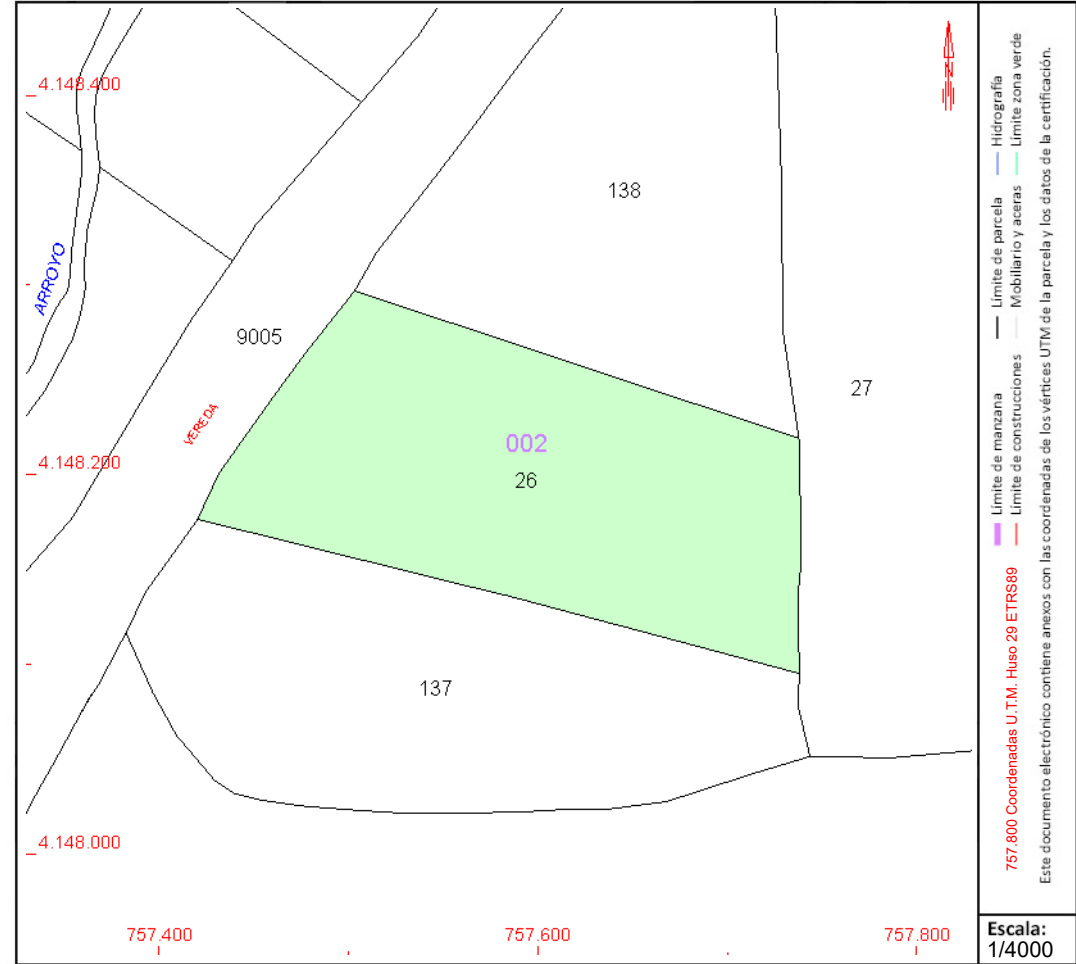 4.148.400
138
ARROYO
9005
27
VEREDA
002
4.148.200
26
137
4.148.000
757.400
757.600
757.800
N
Límite de manzana
Límite de parcela
Hidrografía
Límite de construcciones
Mobiliario y aceras
Límite zona verde
757.800 Coordenadas U.T.M. Huso 29 ETRS89
Este documento electrónico contiene anexos con las coordenadas de los vértices UTM de la parcela y los datos de la certificación.
Escala:
1/4000